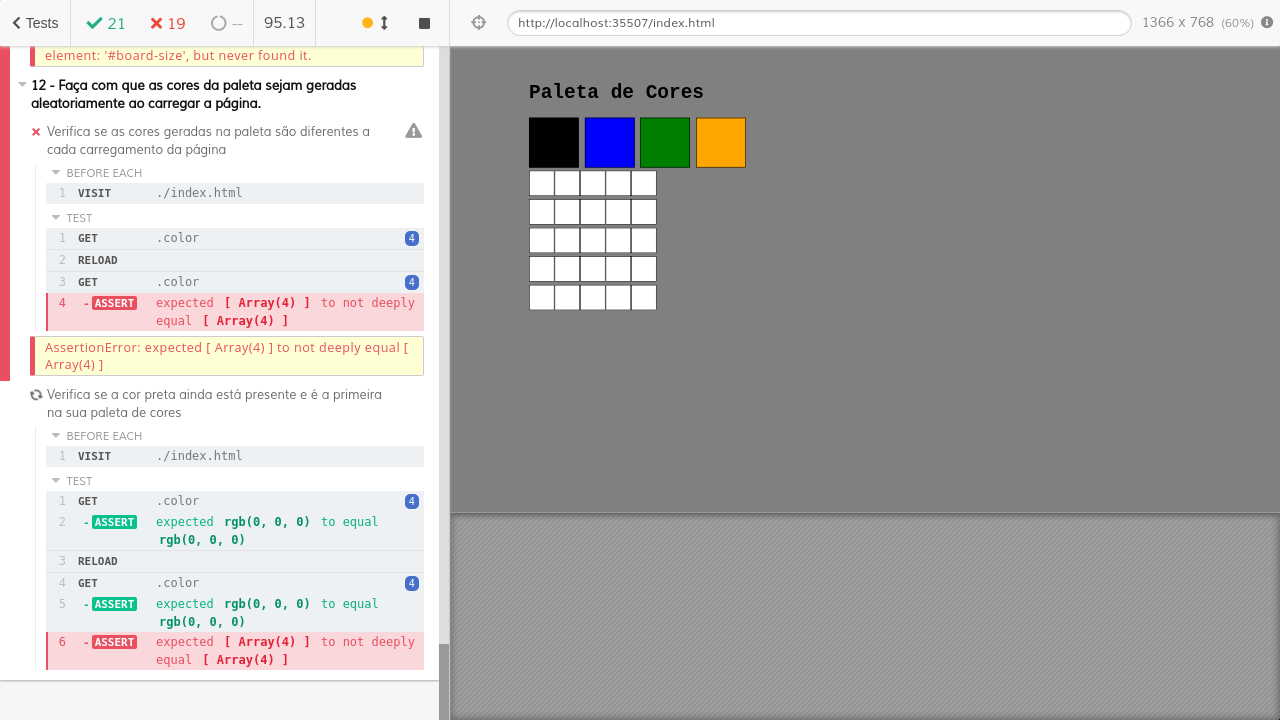 Tests 21 19 -- 95.13 http://localhost:35507/index.html 1366 x 768 (60%)
element: '#board-size', but never found it.
12 - Faça com que as cores da paleta sejam geradas
aleatoriamente ao carregar a página.
Verifica se as cores geradas na paleta são diferentes a
cada carregamento da página
BEFORE EACH
1 VISIT ./index.html
TEST
1 GET .color 4
2 RELOAD
3 GET .color 4
4 -ASSERT expected [ Array(4) ] to not deeply
equal [ Array(4) ]
AssertionError: expected [ Array(4) ] to not deeply equal [
Array(4) ]
Verifica se a cor preta ainda está presente e é a primeira
na sua paleta de cores
BEFORE EACH
1 VISIT ./index.html
TEST
1 GET .color 4
2 -ASSERT expected rgb(0, 0, 0) to equal
rgb(0, 0, 0)
3 RELOAD
4 GET .color 4
5 -ASSERT expected rgb(0, 0, 0) to equal
rgb(0, 0, 0)
6 -ASSERT expected [ Array(4) ] to not deeply
equal [ Array(4) ]
Paleta de Cores